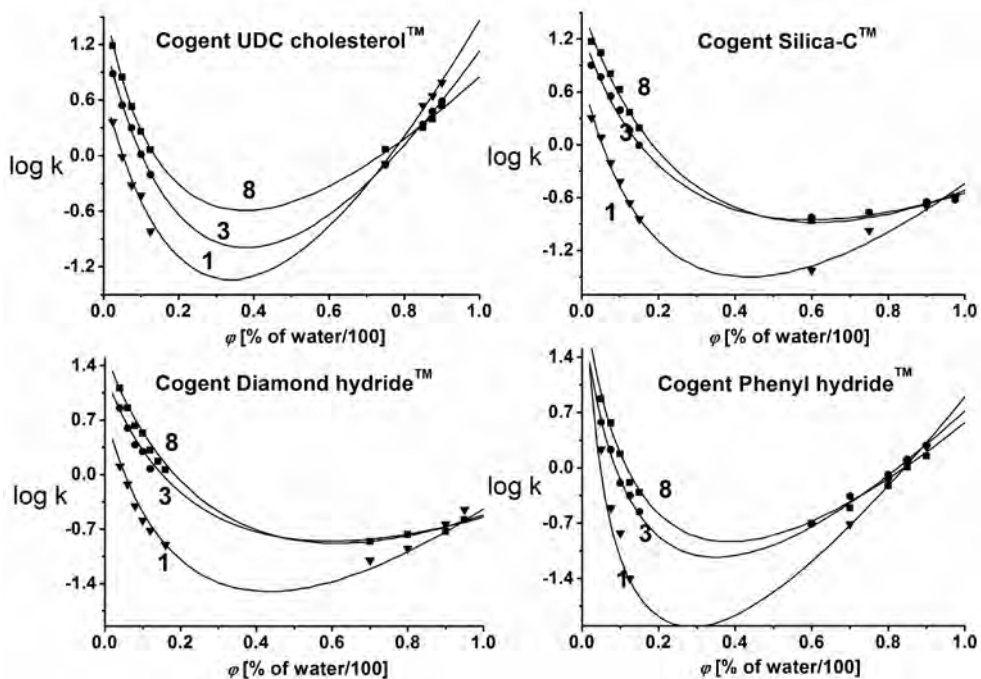 Cogent UDC cholesterol™
1.2
0.6
0.0
-0.6
-1.2
log k
8
3
1
0.0 0.2 0.4 0.6 0.8 1.0
φ [% of water/100]
Cogent Silica-C™
1.2
0.6
0.0
-0.6
-1.2
log k
8
3
1
0.0 0.2 0.4 0.6 0.8 1.0
φ [% of water/100]
Cogent Diamond hydride™
1.4
0.7
0.0
-0.7
-1.4
log k
8
3
1
0.0 0.2 0.4 0.6 0.8 1.0
φ [% of water/100]
Cogent Phenyl hydride™
1.4
0.7
0.0
-0.7
-1.4
log k
8
3
1
0.0 0.2 0.4 0.6 0.8 1.0
φ [% of water/100]